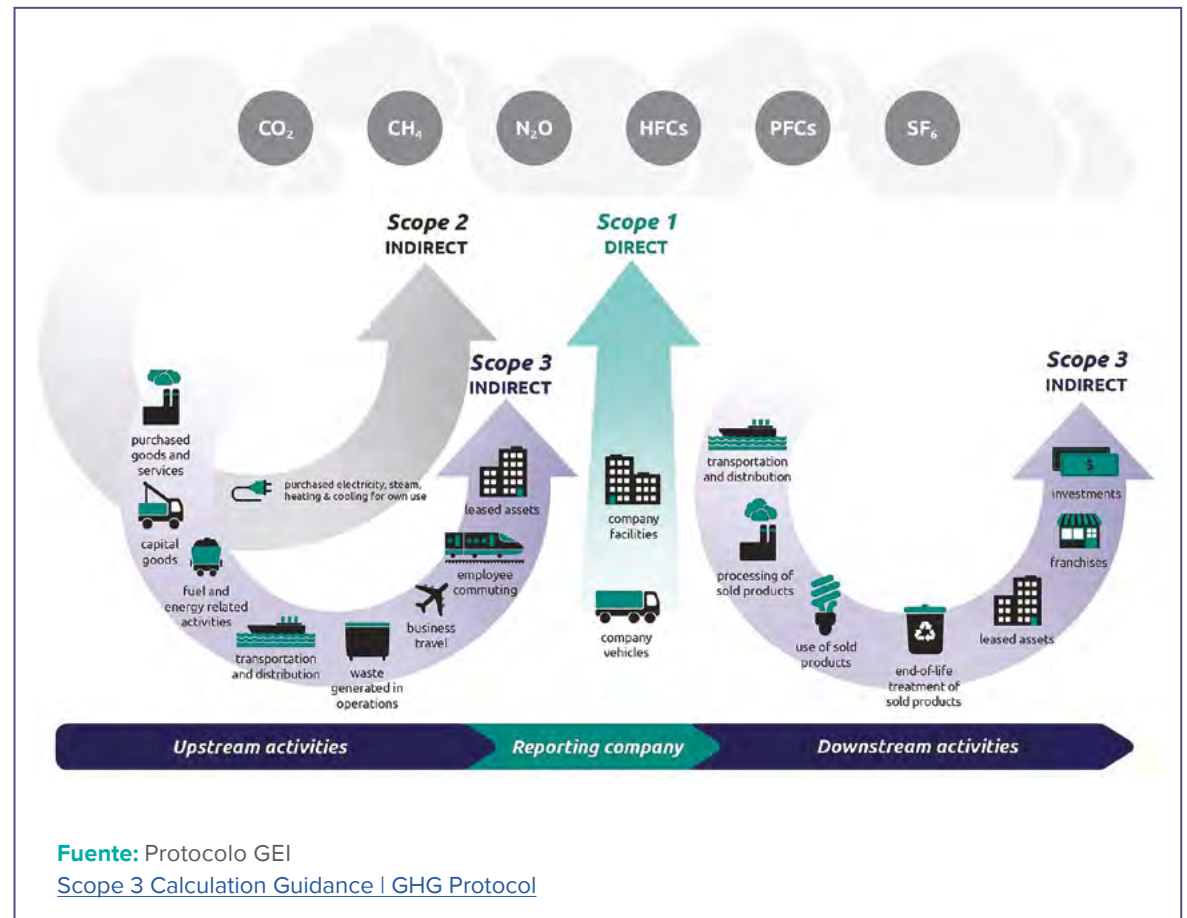 CO₂
CH₄
N₂O
HFCs
PFCs
SF₆
Scope 2
INDIRECT
Scope 1
DIRECT
Scope 3
INDIRECT
Scope 3
INDIRECT
purchased
goods and
services
capital
goods
fuel and
energy related
activities
purchased electricity, steam,
heating & cooling for own use
transportation
and distribution
waste
generated in
operations
business
travel
employee
commuting
leased assets
company
facilities
company
vehicles
transportation
and distribution
processing of
sold products
use of sold
products
end-of-life
treatment of
sold products
leased assets
franchises
$
investments
Upstream activities
Reporting company
Downstream activities
Fuente: Protocolo GEI
Scope 3 Calculation Guidance | GHG Protocol